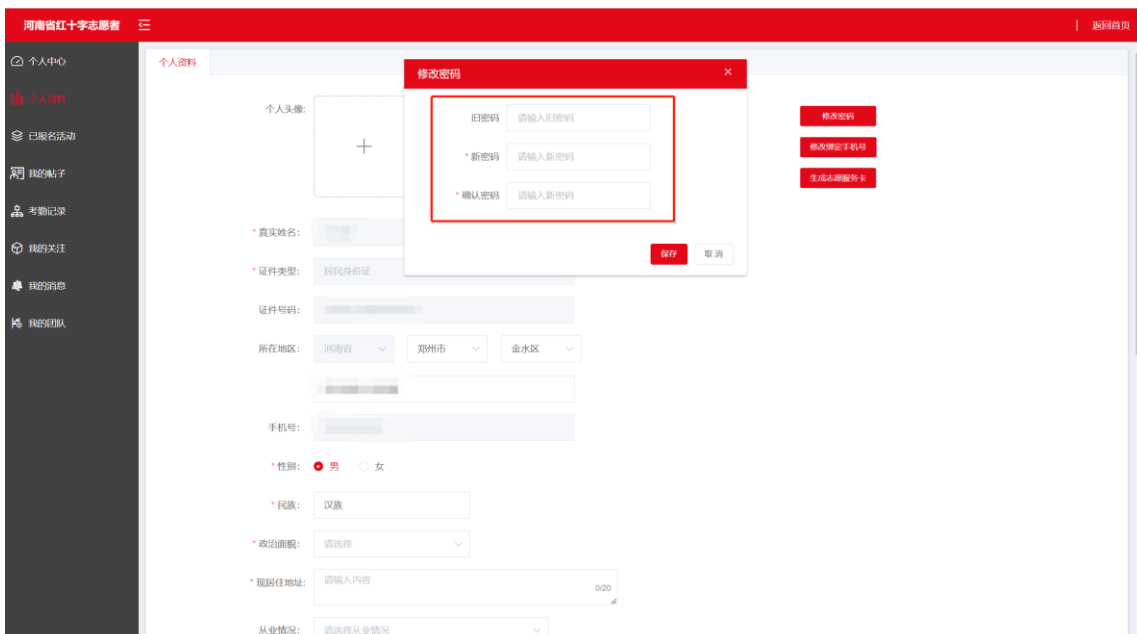 河南省红十字志愿者
| 返回首页
个人中心
个人资料
已报名活动
我的帖子
考勤记录
我的关注
我的消息
我的团队
个人资料
修改密码 ×
旧密码 请输入旧密码
* 新密码 请输入新密码
* 确认密码 请输入新密码
保存 取消
修改密码
修改绑定手机号
生成志愿服务卡
个人头像:
* 真实姓名:
* 证件类型: 居民身份证
证件号码:
所在地区: 河南省 郑州市 金水区
手机号:
* 性别: 男 女
* 民族: 汉族
* 政治面貌: 请选择
* 现居住地址: 请输入内容 0/20
从业情况: 请选择从业情况